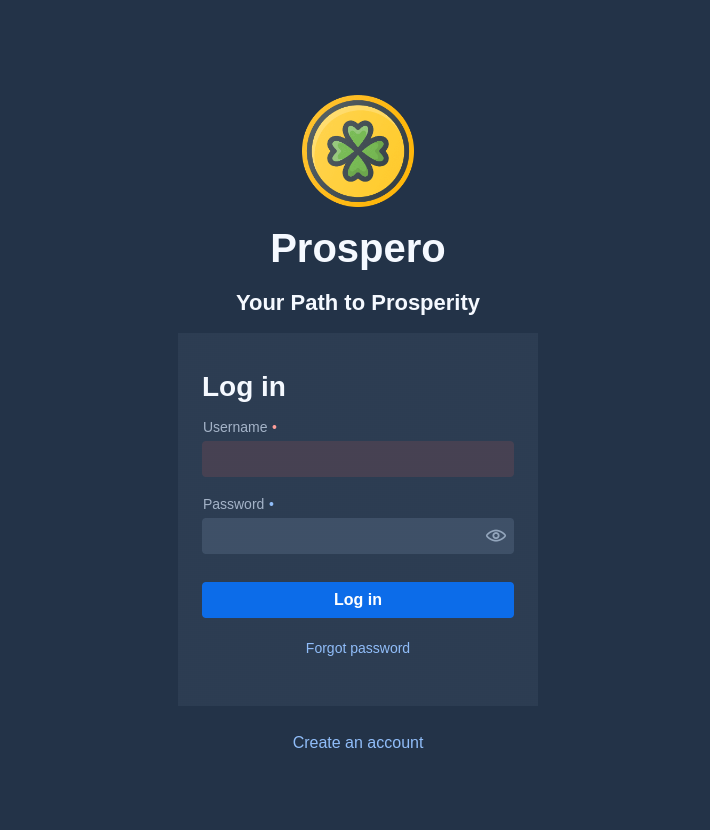 Prospero
Your Path to Prosperity
Log in
Username •
Password •
Log in
Forgot password
Create an account